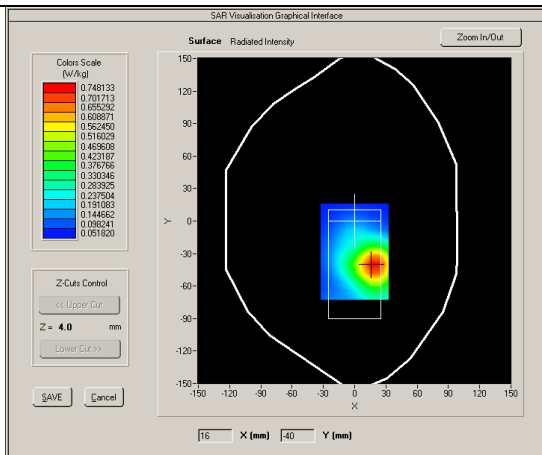 SAR Visualisation Graphical Interface
Surface Radiated Intensity
Zoom In/Out
Colors Scale
(W/kg)
0.748133
0.701713
0.655292
0.608871
0.562450
0.516029
0.469608
0.423187
0.376766
0.330346
0.283925
0.237504
0.191083
0.144662
0.098241
0.051820
Z-Cuts Control
<< Upper Cut
Z = 4.0 mm
Lower Cut >>
SAVE Cancel
150
120
90
60
30
0
-30
-60
-90
-120
-150
Y
-150 -120 -90 -60 -30 0 30 60 90 120 150
X
16 X (mm) -40 Y (mm)